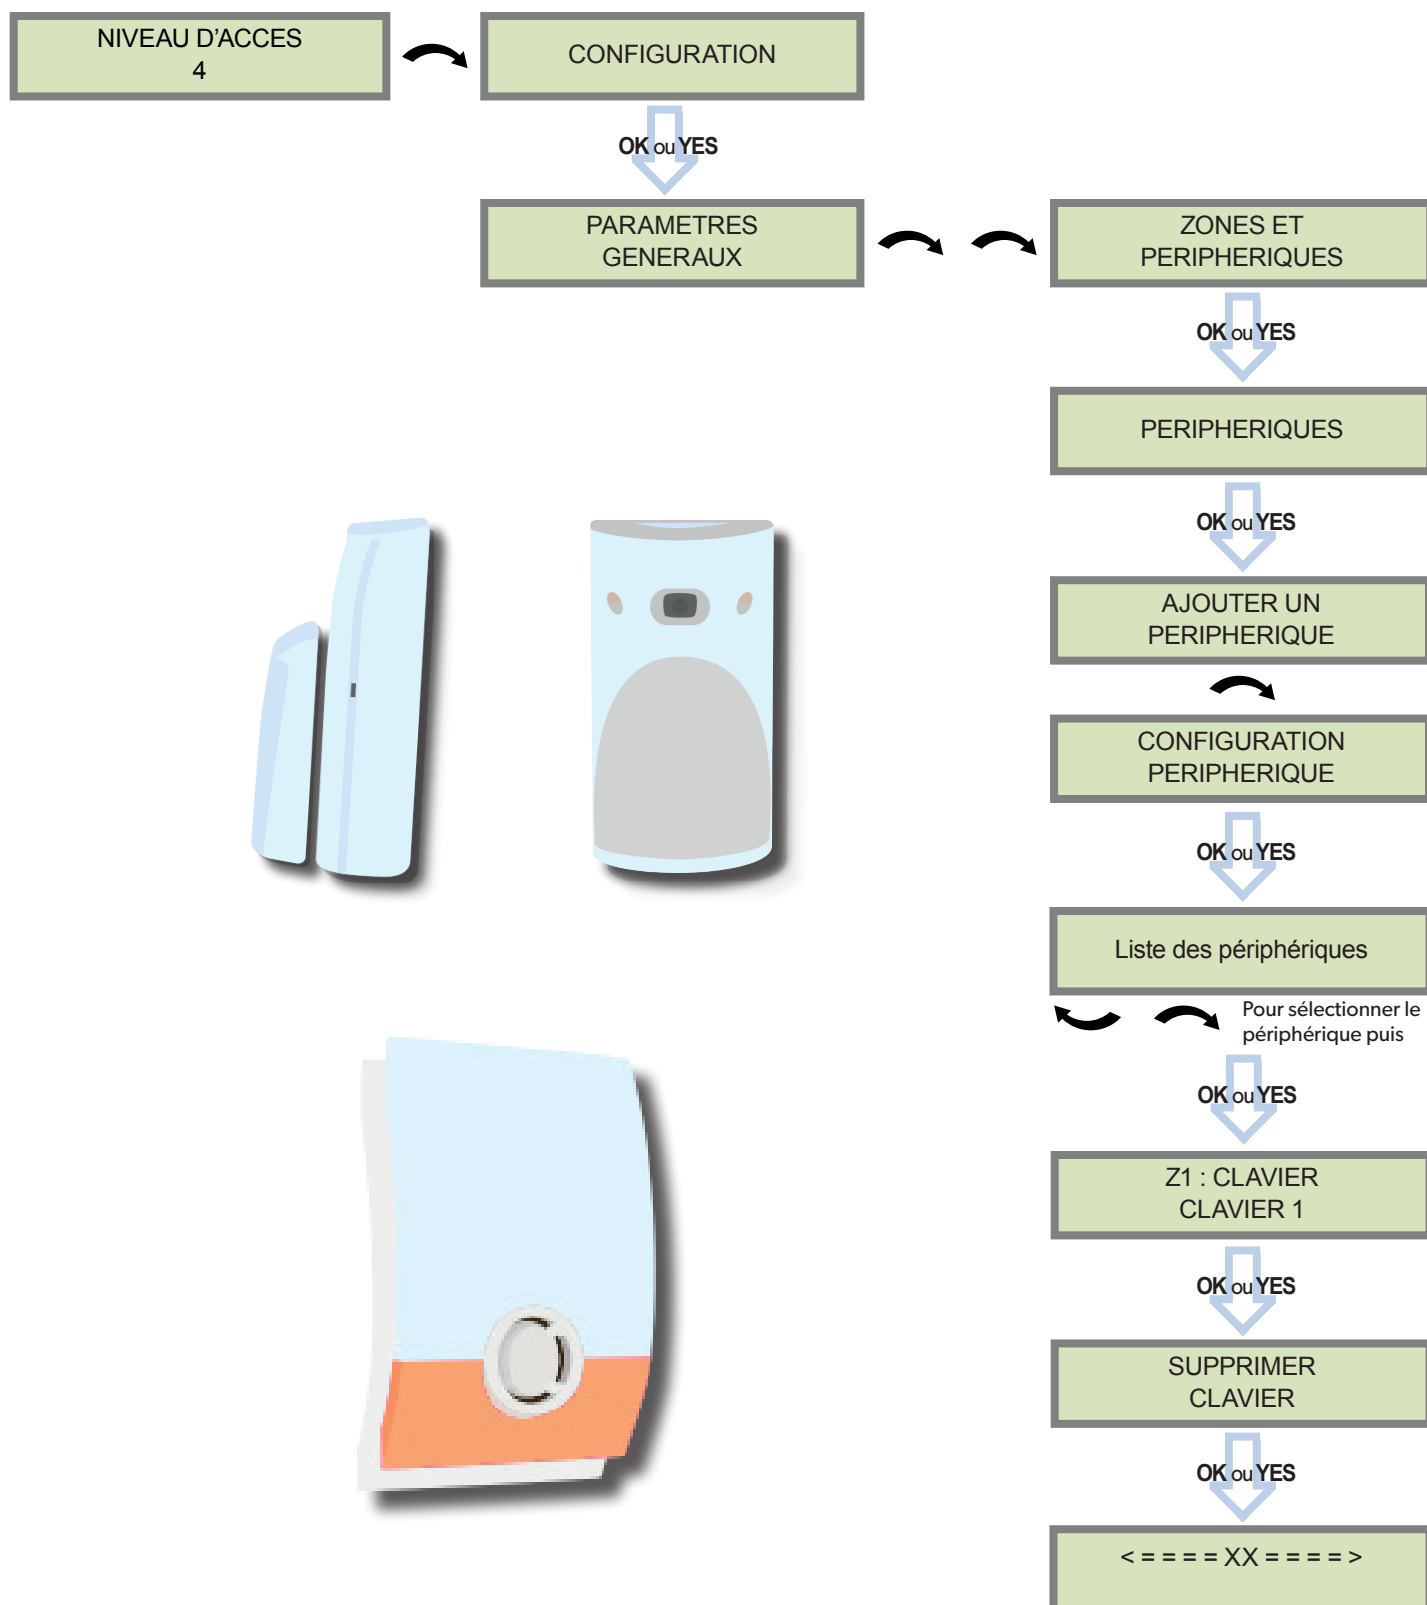 NIVEAU D'ACCES
4
CONFIGURATION
OK ou YES
PARAMETRES
GENERAUX
ZONES ET
PERIPHERIQUES
OK ou YES
PERIPHERIQUES
OK ou YES
AJOUTER UN
PERIPHERIQUE
CONFIGURATION
PERIPHERIQUE
OK ou YES
Liste des périphériques
Pour sélectionner le
périphérique puis
OK ou YES
Z1 : CLAVIER
CLAVIER 1
OK ou YES
SUPPRIMER
CLAVIER
OK ou YES
< = = = = XX = = = = >